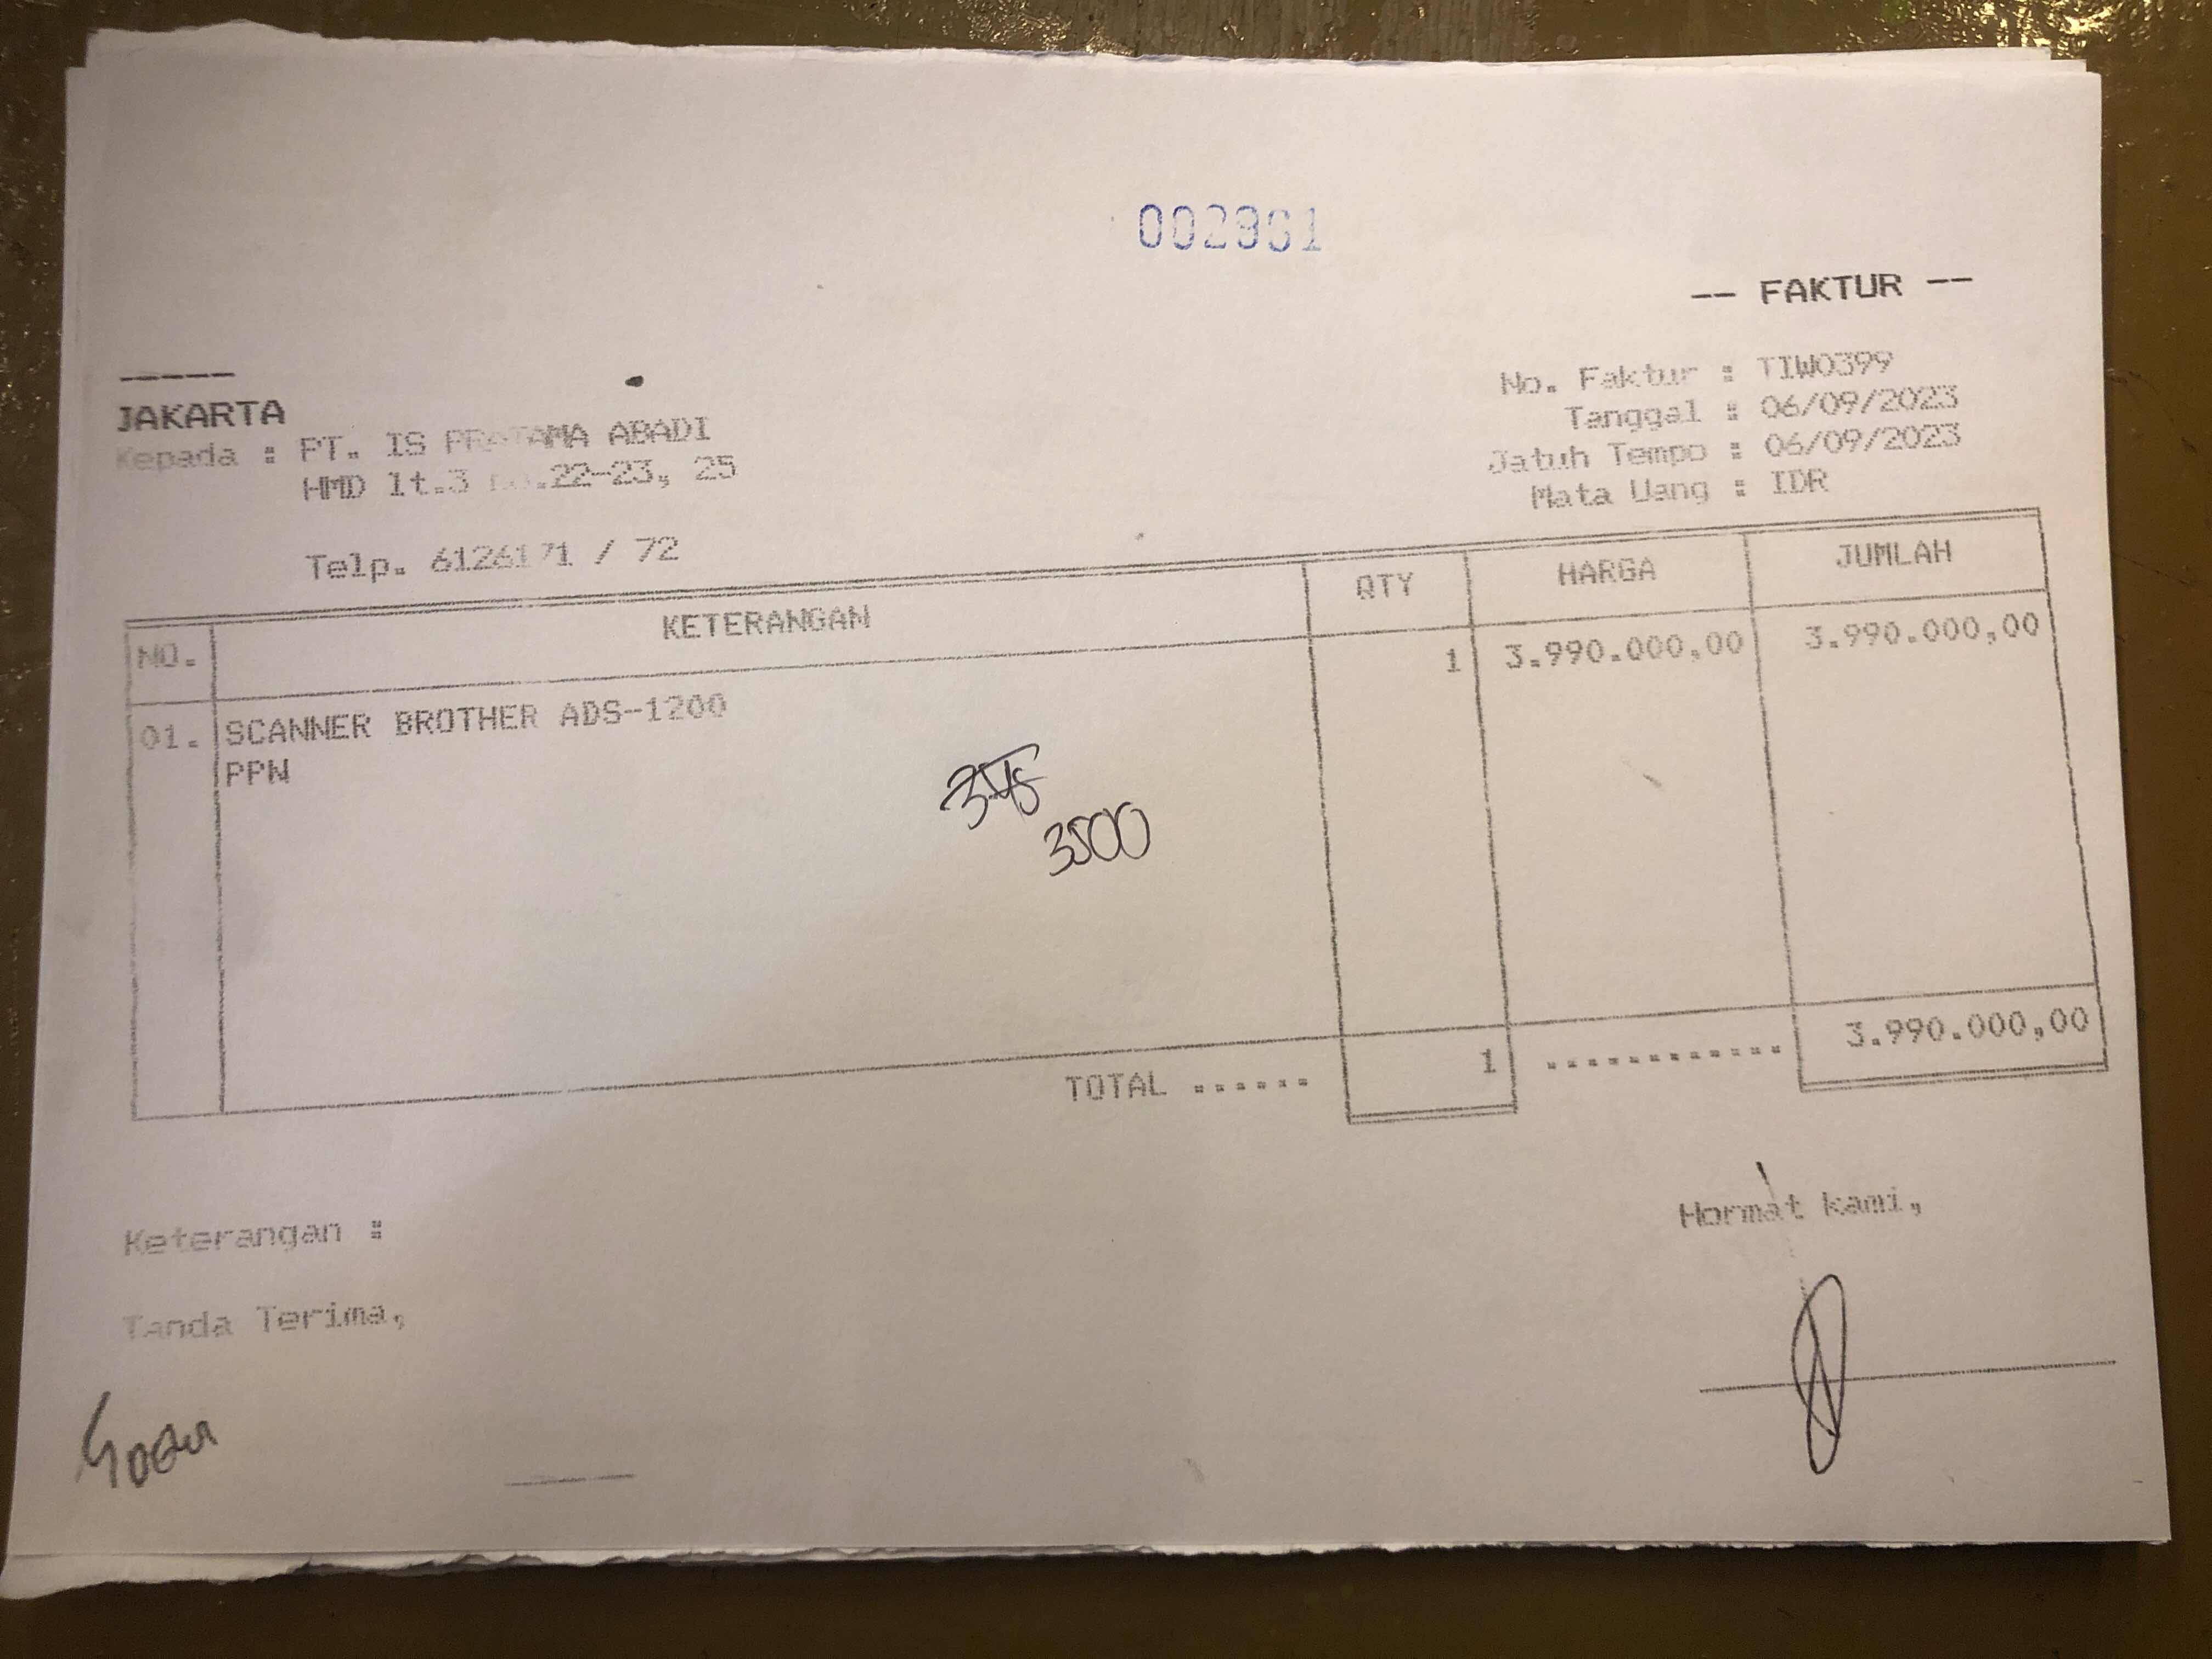 -- FAKTUR --
-----
JAKARTA
Kepada : PT. IS PRATAMA ABADI
HMD lt.3 no.22-23, 25
Telp. 6126171 / 72
No. Faktur : TIW0399
Tanggal : 06/09/2023
Jatuh Tempo : 06/09/2023
Mata Uang : IDR
NO. KETERANGAN QTY HARGA JUMLAH
01. SCANNER BROTHER ADS-1200 1 3.990.000,00 3.990.000,00
PPN
3500
TOTAL ...... 1 ............ 3.990.000,00
Keterangan :
Tanda Terima,
Hormat kami,